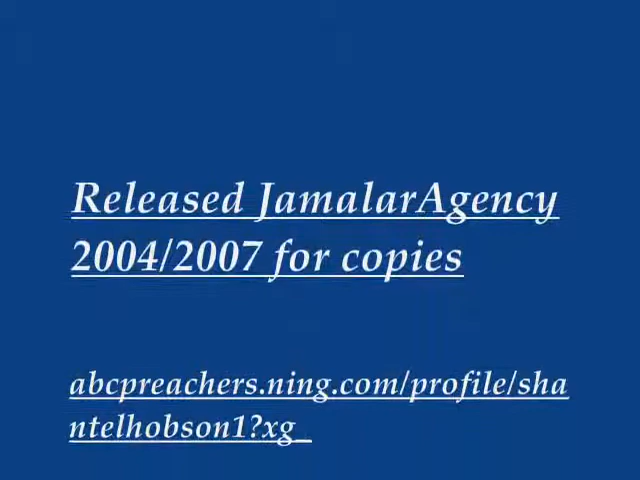 Released JamalarAgency
2004/2007 for copies
abcpreachers.ning.com/profile/sha
ntelhobson1?xg_